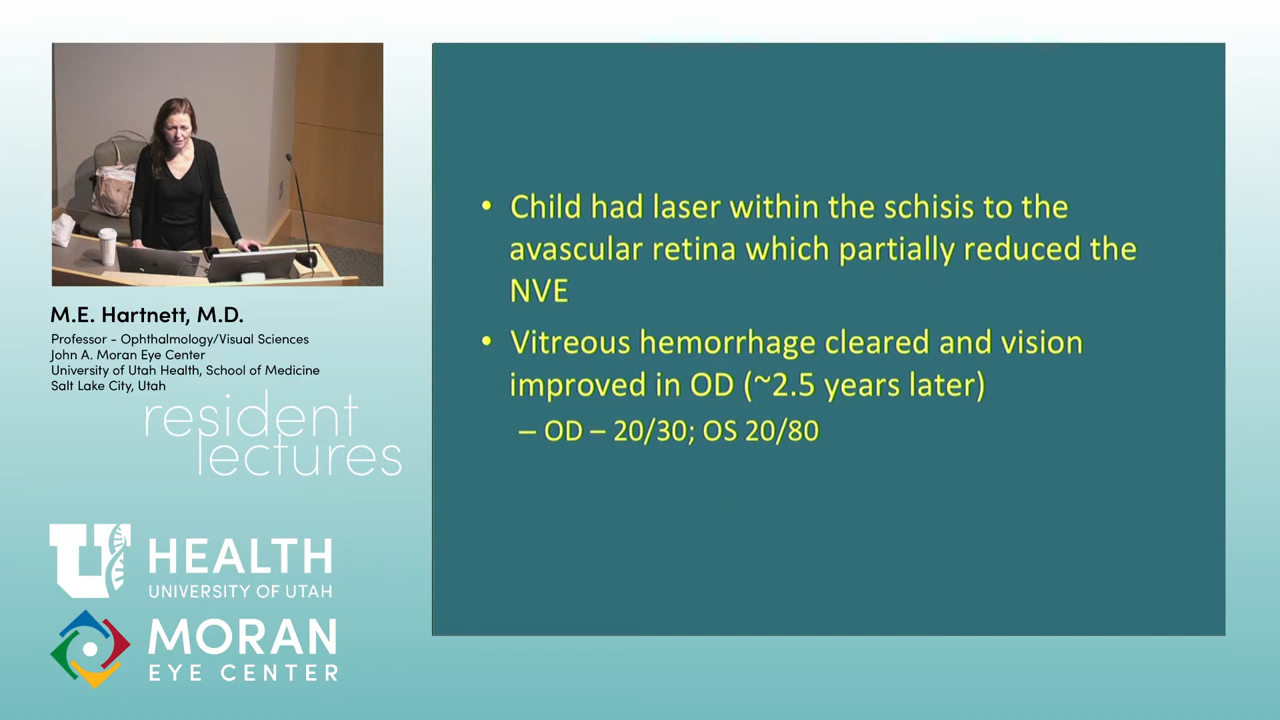 M.E. Hartnett, M.D.
Professor - Ophthalmology/Visual Sciences
John A. Moran Eye Center
University of Utah Health, School of Medicine
Salt Lake City, Utah
resident
lectures
U HEALTH
UNIVERSITY OF UTAH
MORAN
EYE CENTER
• Child had laser within the schisis to the
avascular retina which partially reduced the
NVE
• Vitreous hemorrhage cleared and vision
improved in OD (~2.5 years later)
– OD – 20/30; OS 20/80